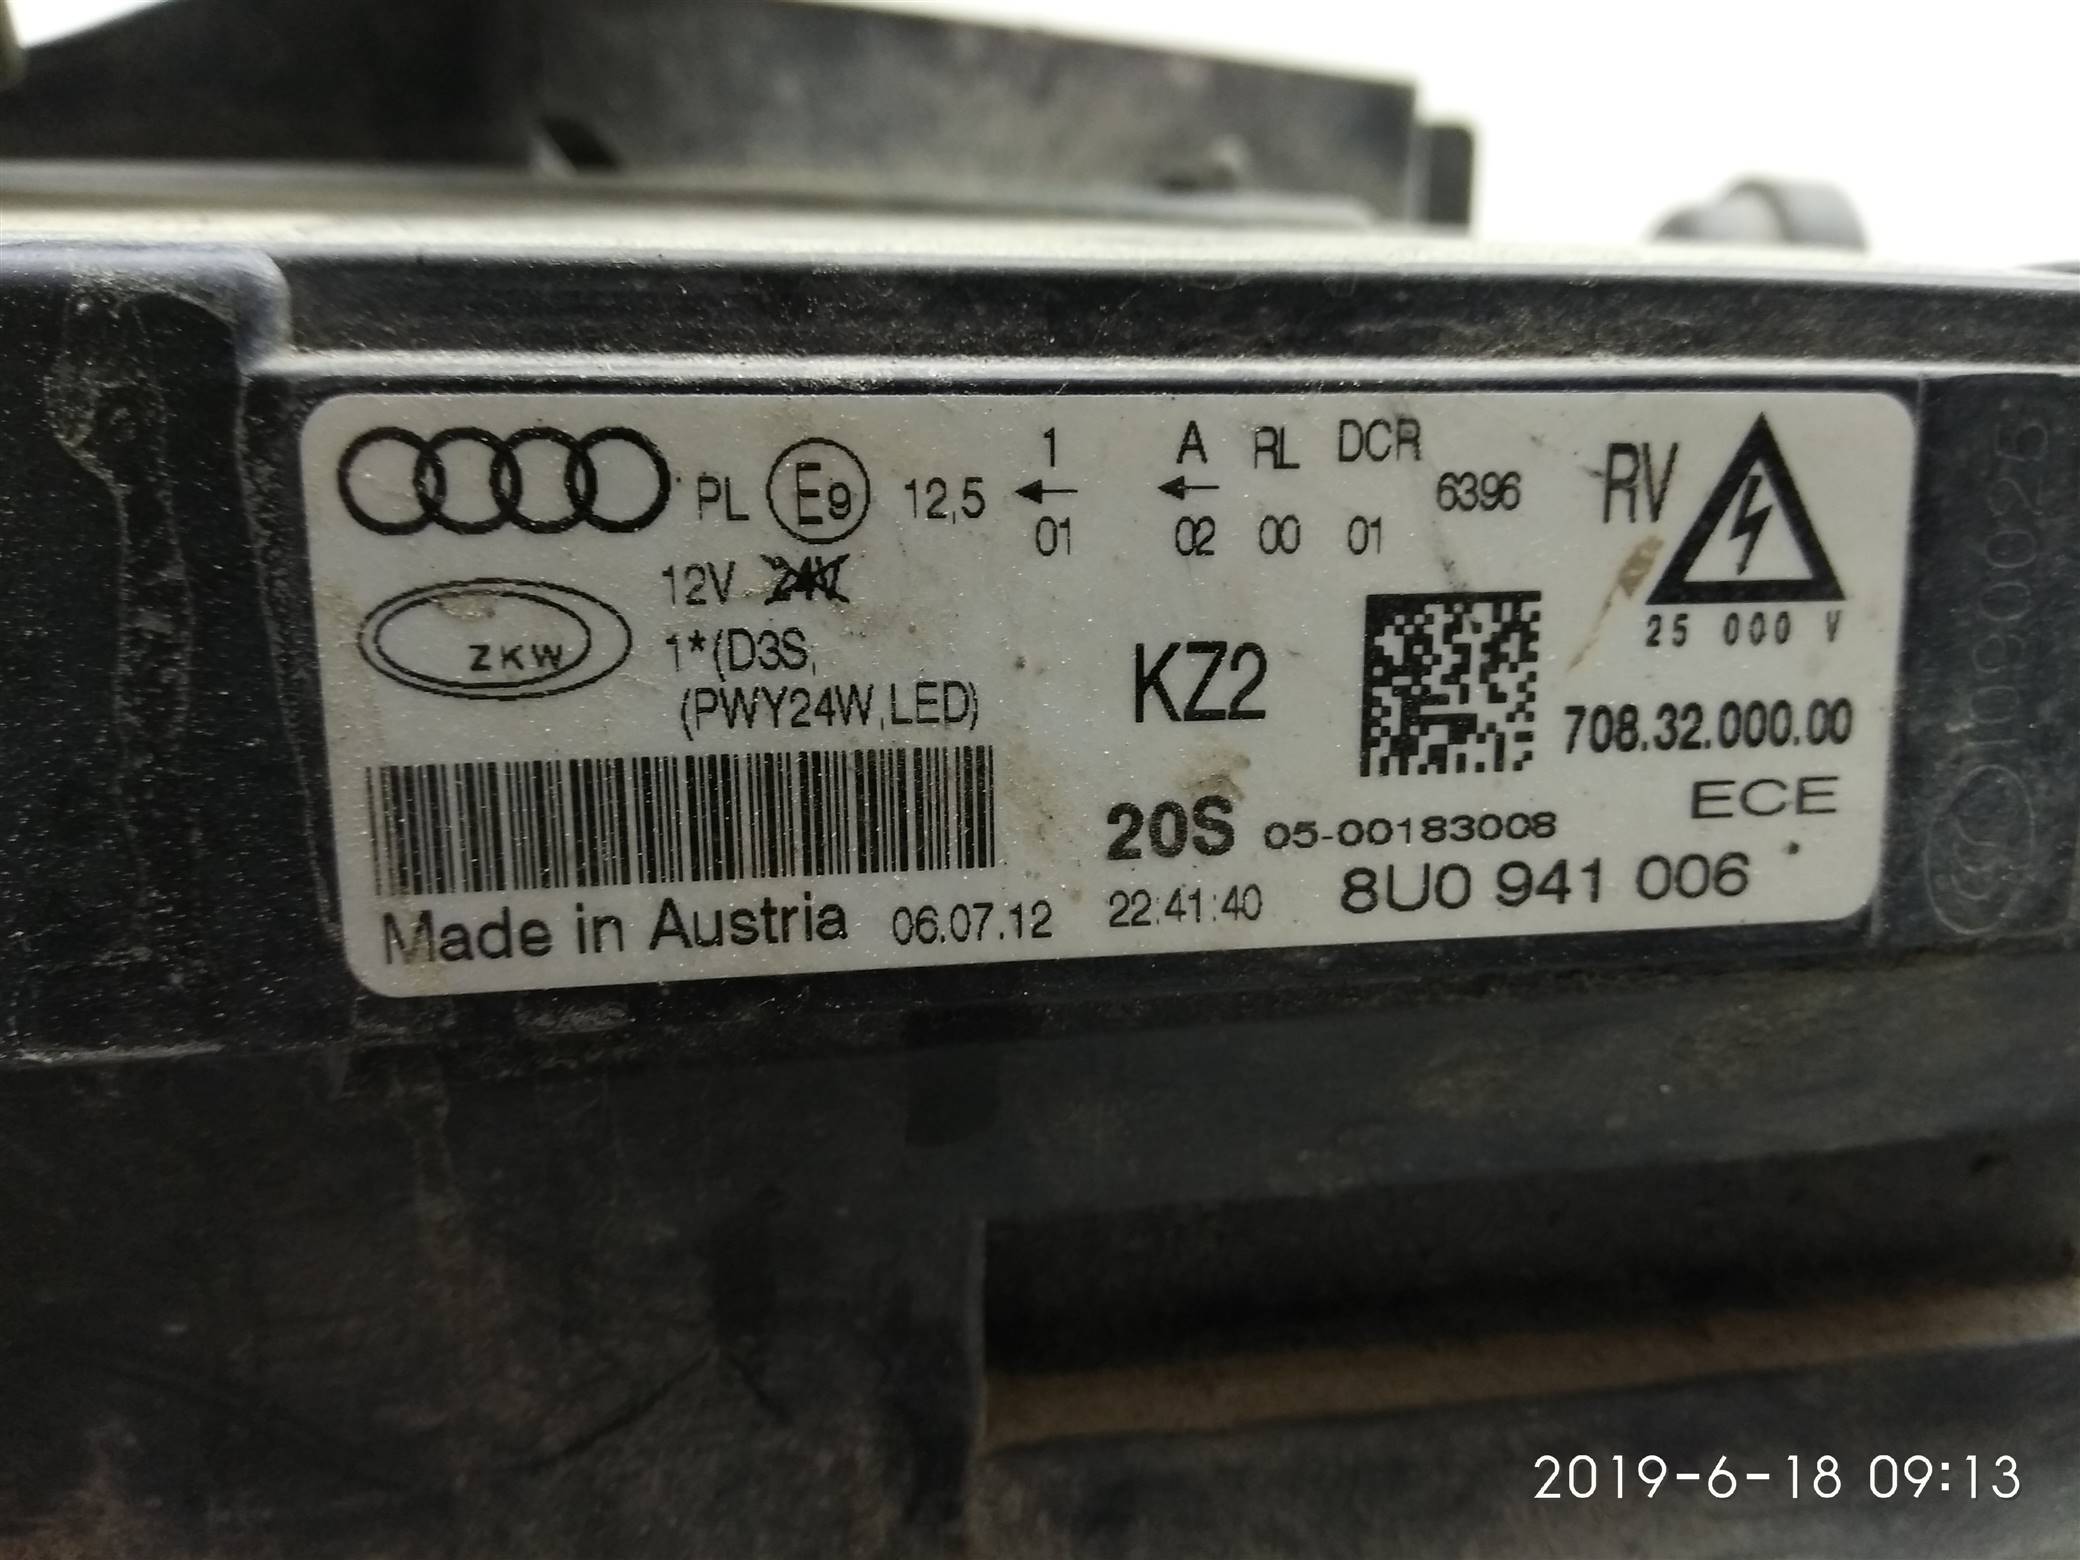 1 A RL DCR
PL E9 12,5 6396 RV
01 02 00 01
12V 24V
25 000 V
ZKW 1*(D3S,
(PWY24W,LED) KZ2
708.32.000.00
ECE
20S 05-00183008
8U0 941 006
Made in Austria 06.07.12 22:41:40
2019-6-18 09:13